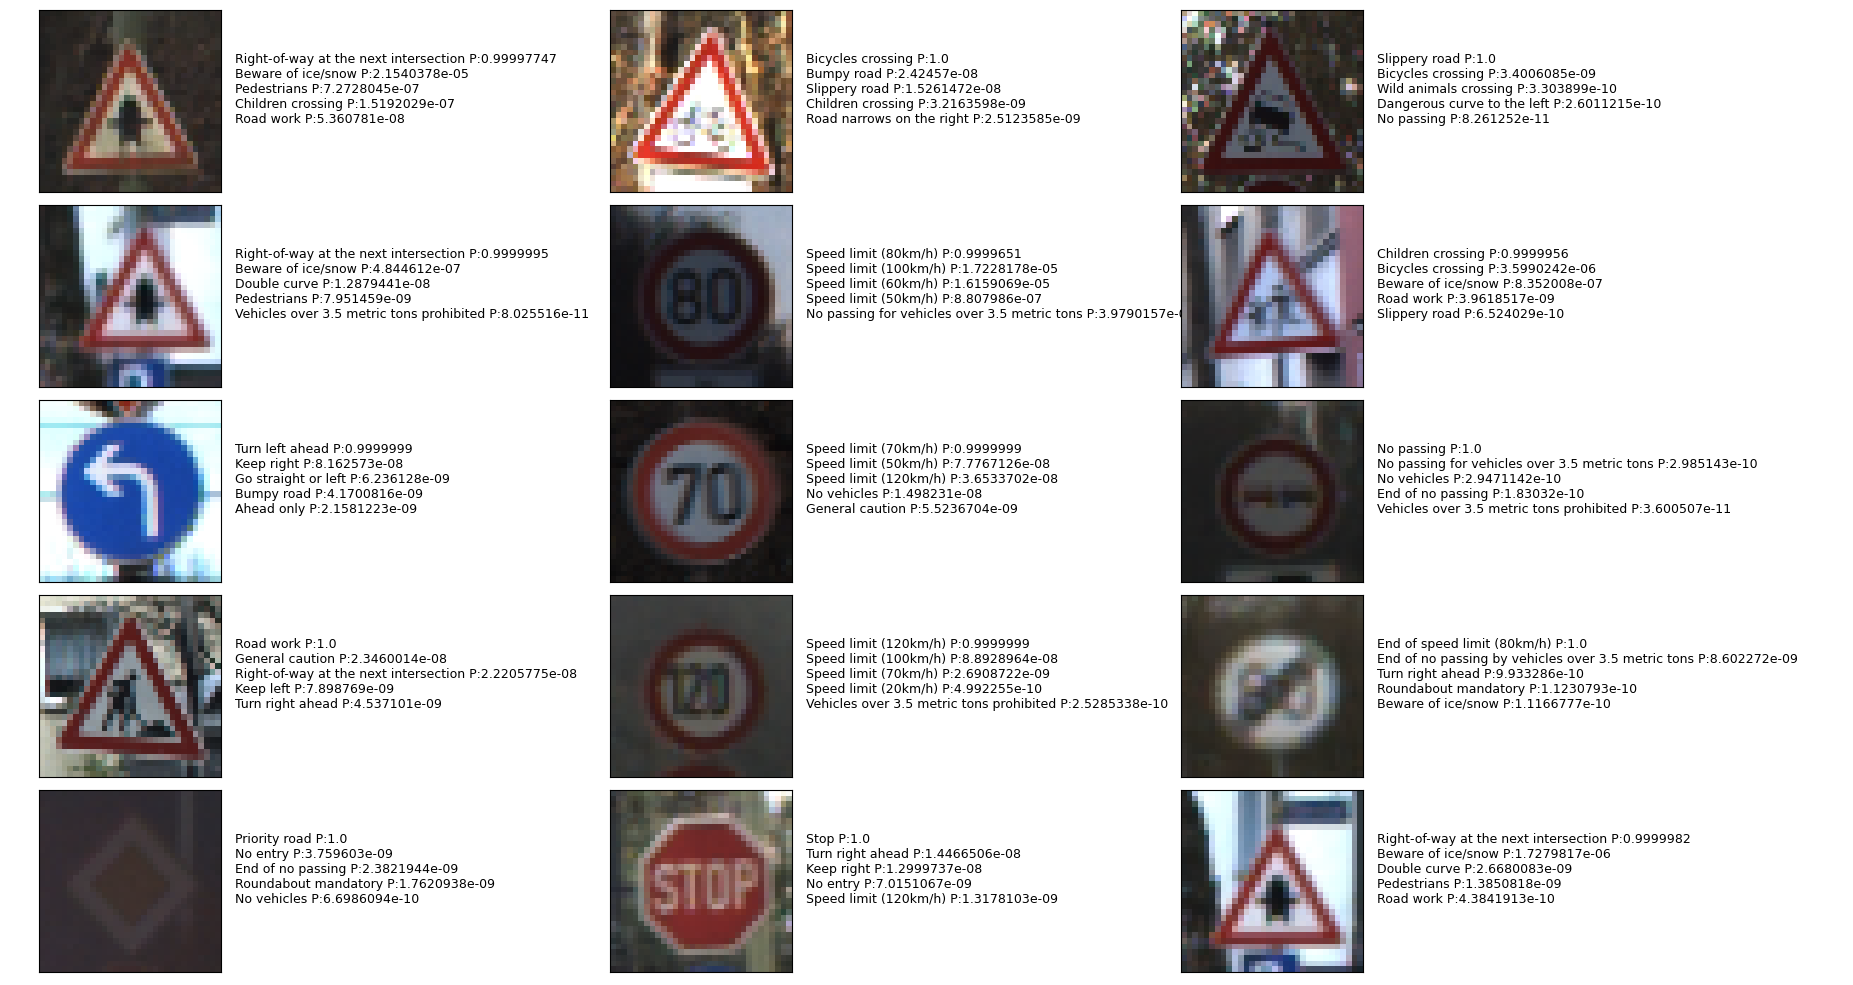 Right-of-way at the next intersection P:0.99997747
Beware of ice/snow P:2.1540378e-05
Pedestrians P:7.2728045e-07
Children crossing P:1.5192029e-07
Road work P:5.360781e-08
Bicycles crossing P:1.0
Bumpy road P:2.42457e-08
Slippery road P:1.5261472e-08
Children crossing P:3.2163598e-09
Road narrows on the right P:2.5123585e-09
Slippery road P:1.0
Bicycles crossing P:3.4006085e-09
Wild animals crossing P:3.303899e-10
Dangerous curve to the left P:2.6011215e-10
No passing P:8.261252e-11
Right-of-way at the next intersection P:0.9999995
Beware of ice/snow P:4.844612e-07
Double curve P:1.2879441e-08
Pedestrians P:7.951459e-09
Vehicles over 3.5 metric tons prohibited P:8.025516e-11
80
Speed limit (80km/h) P:0.9999651
Speed limit (100km/h) P:1.7228178e-05
Speed limit (60km/h) P:1.6159069e-05
Speed limit (50km/h) P:8.807986e-07
No passing for vehicles over 3.5 metric tons P:3.9790157e-
Children crossing P:0.9999956
Bicycles crossing P:3.5990242e-06
Beware of ice/snow P:8.352008e-07
Road work P:3.9618517e-09
Slippery road P:6.524029e-10
Turn left ahead P:0.9999999
Keep right P:8.162573e-08
Go straight or left P:6.236128e-09
Bumpy road P:4.1700816e-09
Ahead only P:2.1581223e-09
70
Speed limit (70km/h) P:0.9999999
Speed limit (50km/h) P:7.7767126e-08
Speed limit (120km/h) P:3.6533702e-08
No vehicles P:1.498231e-08
General caution P:5.5236704e-09
No passing P:1.0
No passing for vehicles over 3.5 metric tons P:2.985143e-10
No vehicles P:2.9471142e-10
End of no passing P:1.83032e-10
Vehicles over 3.5 metric tons prohibited P:3.600507e-11
Road work P:1.0
General caution P:2.3460014e-08
Right-of-way at the next intersection P:2.2205775e-08
Keep left P:7.898769e-09
Turn right ahead P:4.537101e-09
120
Speed limit (120km/h) P:0.9999999
Speed limit (100km/h) P:8.8928964e-08
Speed limit (70km/h) P:2.6908722e-09
Speed limit (20km/h) P:4.992255e-10
Vehicles over 3.5 metric tons prohibited P:2.5285338e-10
End of speed limit (80km/h) P:1.0
End of no passing by vehicles over 3.5 metric tons P:8.602272e-09
Turn right ahead P:9.933286e-10
Roundabout mandatory P:1.1230793e-10
Beware of ice/snow P:1.1166777e-10
Priority road P:1.0
No entry P:3.759603e-09
End of no passing P:2.3821944e-09
Roundabout mandatory P:1.7620938e-09
No vehicles P:6.6986094e-10
STOP
Stop P:1.0
Turn right ahead P:1.4466506e-08
Keep right P:1.2999737e-08
No entry P:7.0151067e-09
Speed limit (120km/h) P:1.3178103e-09
Right-of-way at the next intersection P:0.9999982
Beware of ice/snow P:1.7279817e-06
Double curve P:2.6680083e-09
Pedestrians P:1.3850818e-09
Road work P:4.3841913e-10